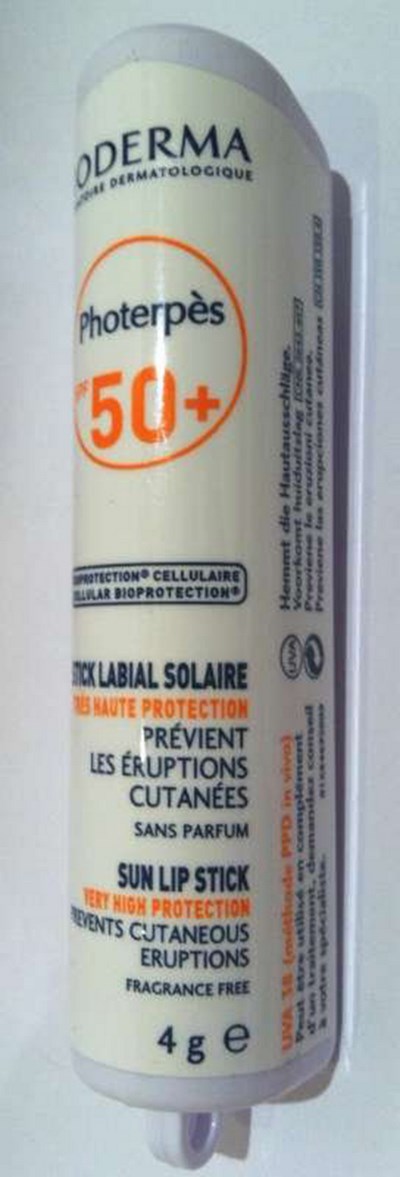 ODERMA
TOIRE DERMATOLOGIQUE
Photerpès
50+
OPROTECTION® CELLULAIRE
CELLULAR BIOPROTECTION®
STICK LABIAL SOLAIRE
TRÈS HAUTE PROTECTION
PRÉVIENT
LES ÉRUPTIONS
CUTANÉES
SANS PARFUM
SUN LIP STICK
VERY HIGH PROTECTION
PREVENTS CUTANEOUS
ERUPTIONS
FRAGRANCE FREE
4 g e
UVA 38 (méthode PPD in vivo)
Peut être utilisé en complément
d'un traitement, demandez conseil
à votre spécialiste.
UVA
Hemmt die Hautausschläge.
Voorkomt huiduitslag
Previene le eruzioni cutanee.
Previene las erupciones cutáneas